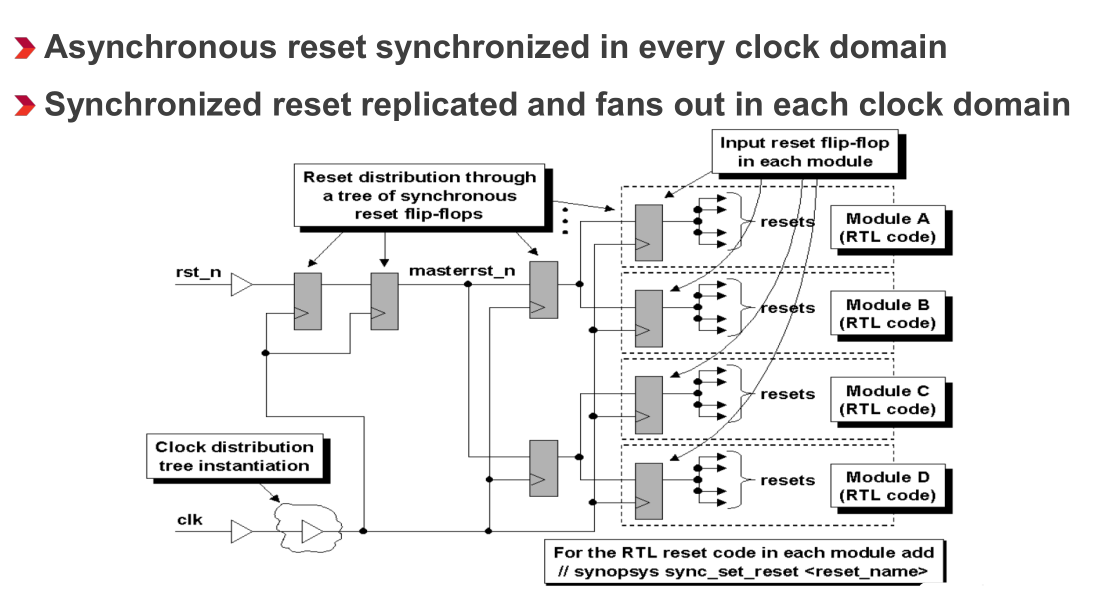 Asynchronous reset synchronized in every clock domain
Synchronized reset replicated and fans out in each clock domain
Input reset flip-flop
in each module
Reset distribution through
a tree of synchronous
reset flip-flops
resets
Module A
(RTL code)
rst_n
masterrst_n
resets
Module B
(RTL code)
resets
Module C
(RTL code)
Clock distribution
tree instantiation
resets
Module D
(RTL code)
clk
For the RTL reset code in each module add
// synopsys sync_set_reset <reset_name>